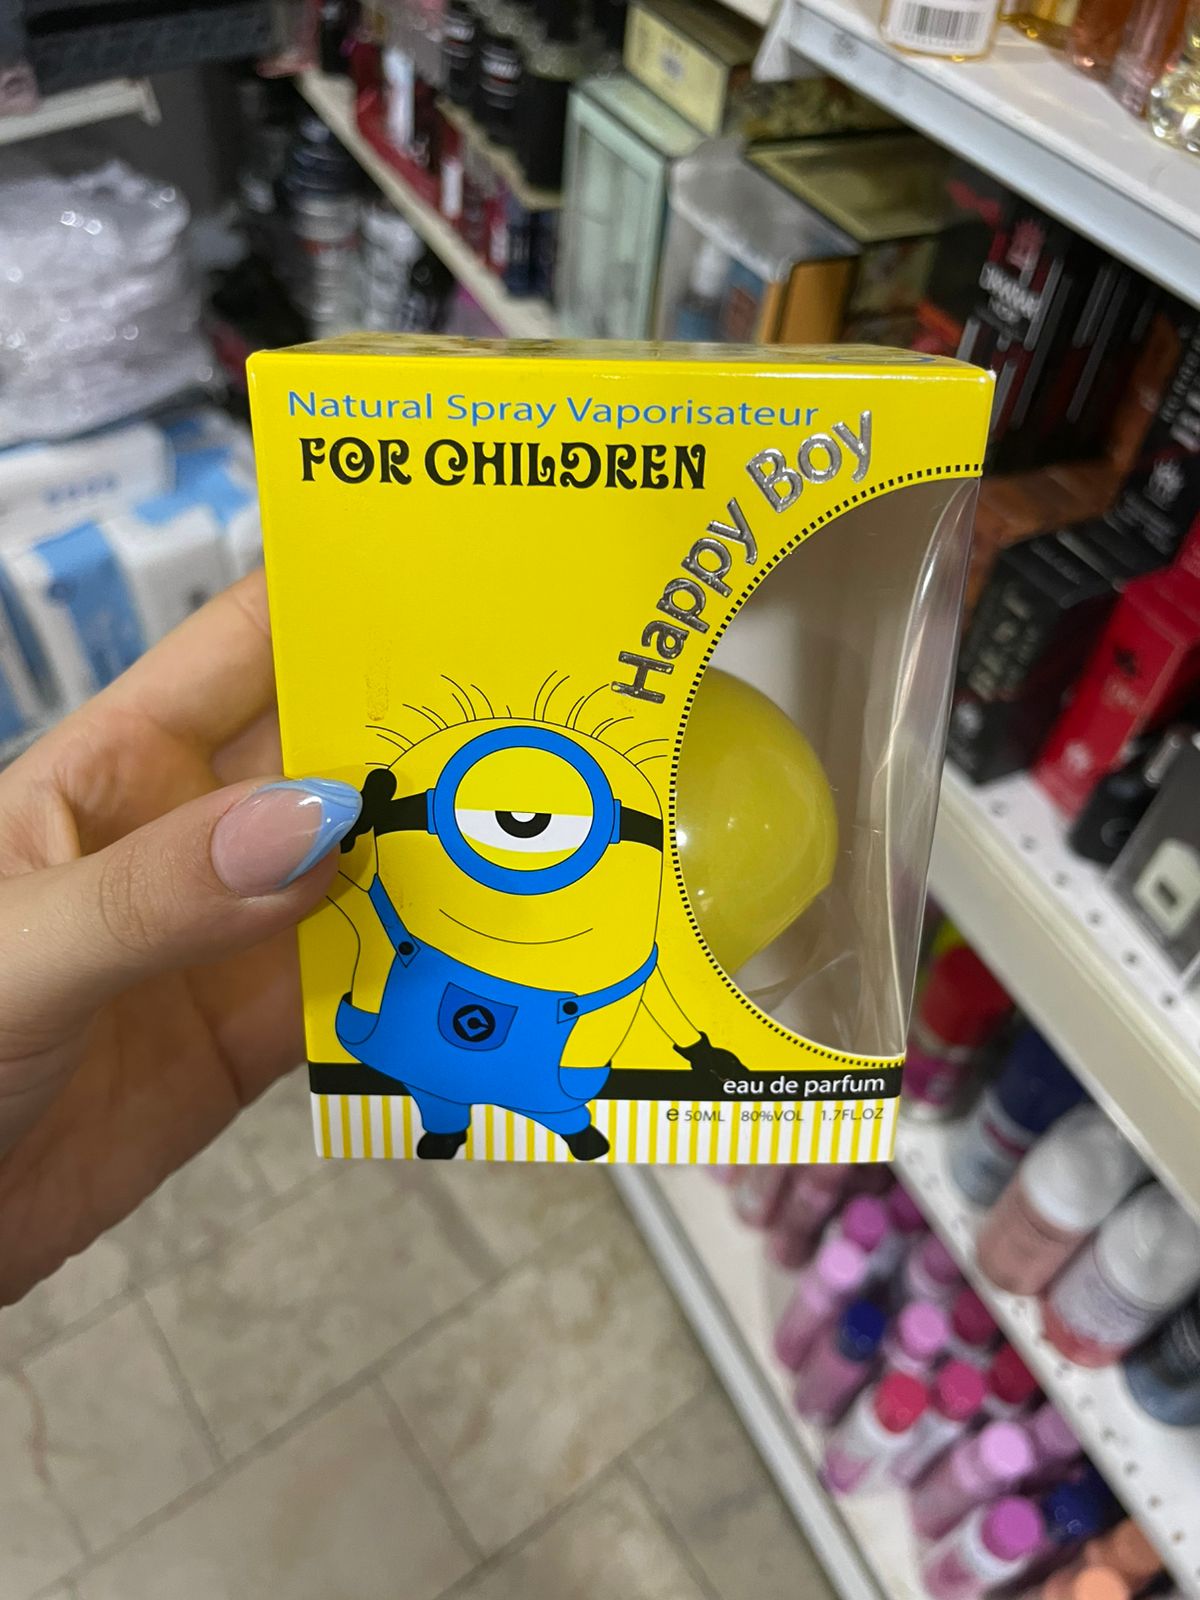 Natural Spray Vaporisateur
FOR CHILDREN
Happy Boy
eau de parfum
e 50ML 80%VOL 1.7FL.OZ